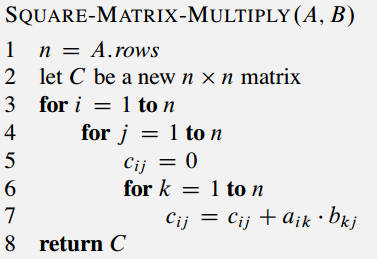 SQUARE-MATRIX-MULTIPLY(A, B)
1 n = A.rows
2 let C be a new n × n matrix
3 for i = 1 to n
4 for j = 1 to n
5 cij = 0
6 for k = 1 to n
7 cij = cij + aik · bkj
8 return C